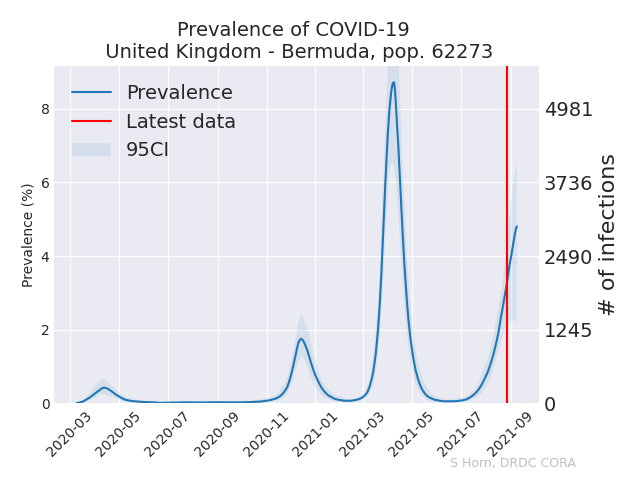 Prevalence of COVID-19
United Kingdom - Bermuda, pop. 62273
Prevalence
Latest data
95CI
Prevalence (%)
8
6
4
2
0
4981
3736
2490
1245
0
# of infections
2020-03
2020-05
2020-07
2020-09
2020-11
2021-01
2021-03
2021-05
2021-07
2021-09
S Horn, DRDC CORA